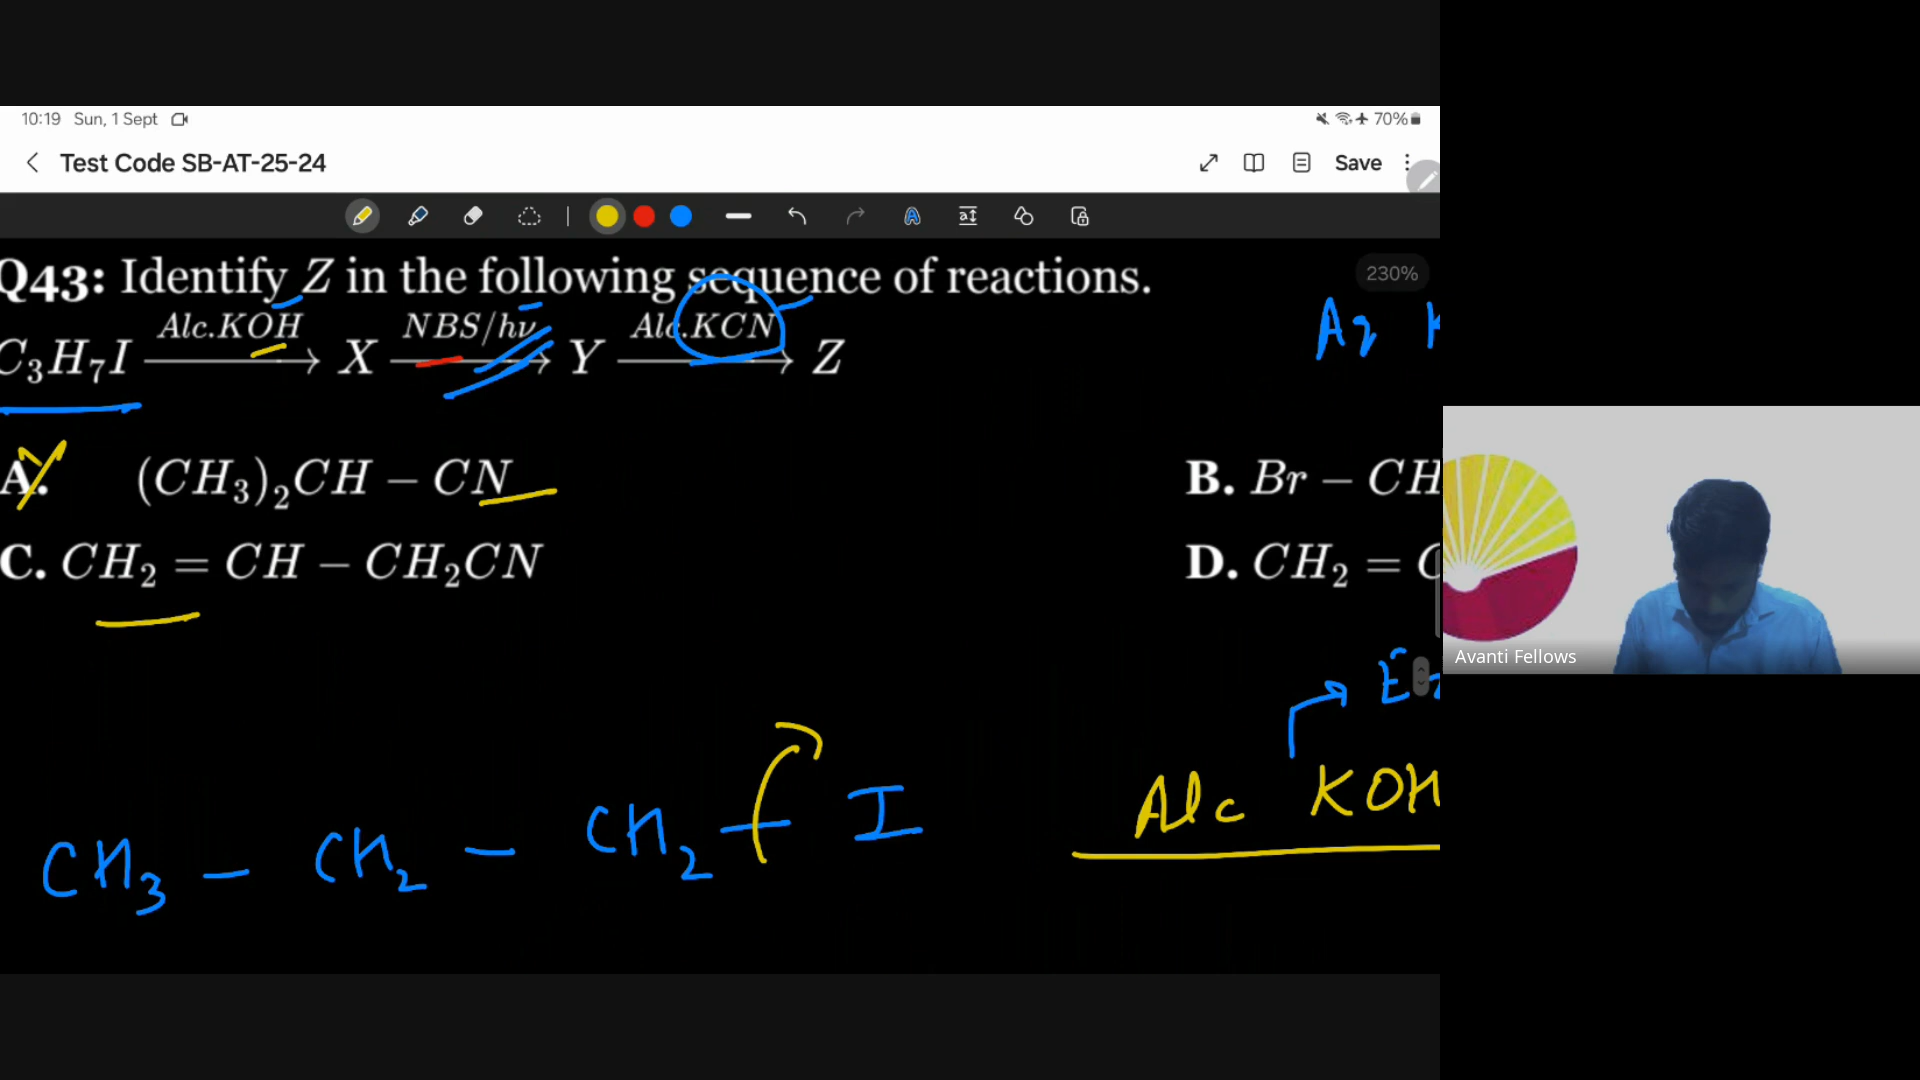 10:19 Sun, 1 Sept 70%
Test Code SB-AT-25-24 Save
230%
Q43: Identify Z in the following sequence of reactions.
C₃H₇I —Alc.KOH→ X —NBS/hν→ Y —Alc.KCN→ Z
A. (CH₃)₂CH − CN
B. Br − CH
C. CH₂ = CH − CH₂CN
D. CH₂ = C
Alc KOH
CH₃ − CH₂ − CH₂ − I
Avanti Fellows